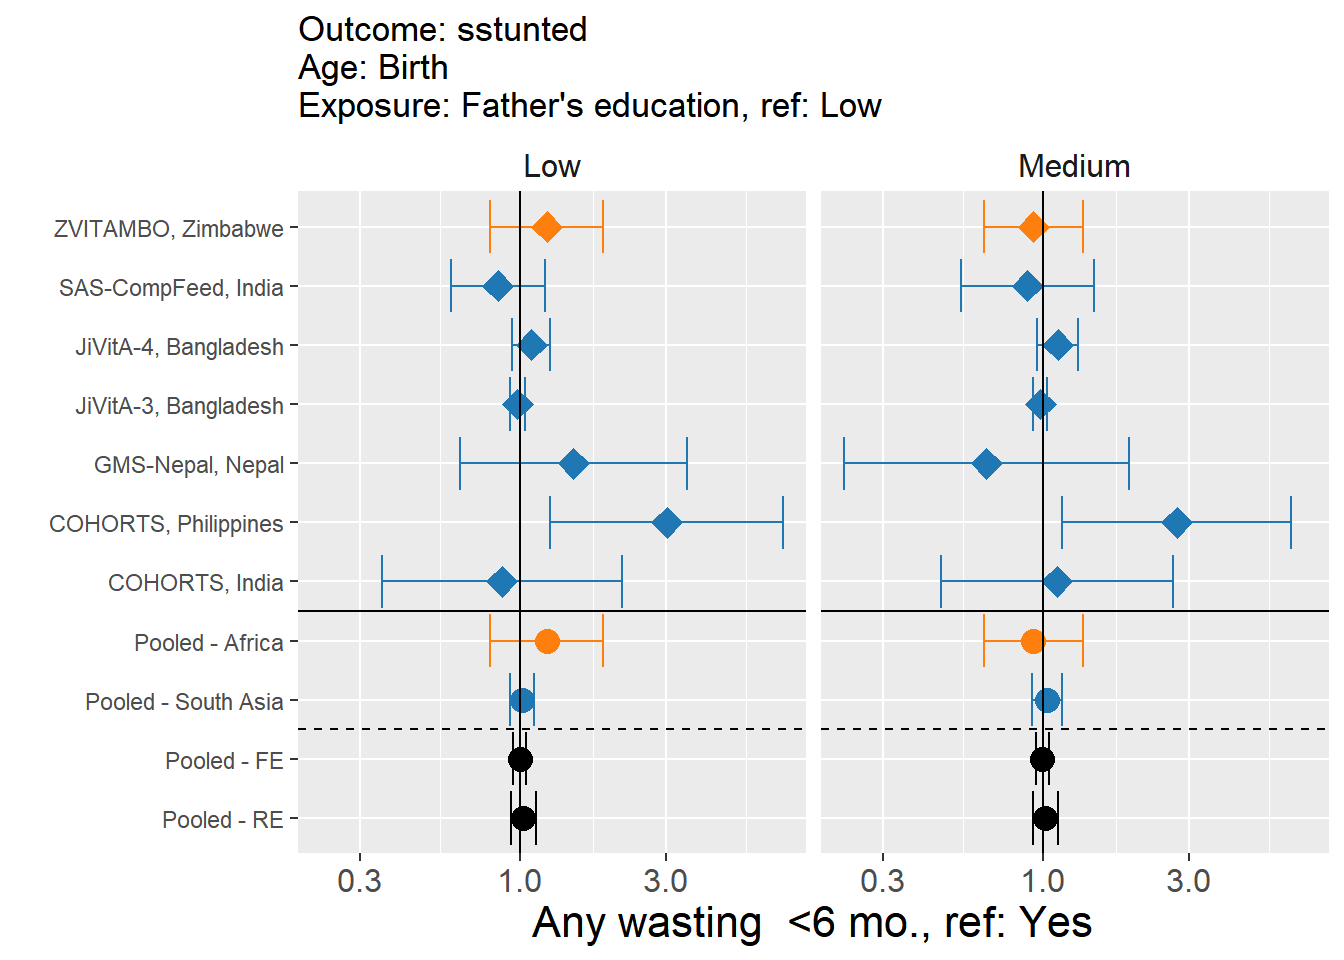 Outcome: sstunted
Age: Birth
Exposure: Father's education, ref: Low
Low
Medium
ZVITAMBO, Zimbabwe
SAS-CompFeed, India
JiVitA-4, Bangladesh
JiVitA-3, Bangladesh
GMS-Nepal, Nepal
COHORTS, Philippines
COHORTS, India
Pooled - Africa
Pooled - South Asia
Pooled - FE
Pooled - RE
0.3 1.0 3.0
0.3 1.0 3.0
Any wasting  <6 mo., ref: Yes